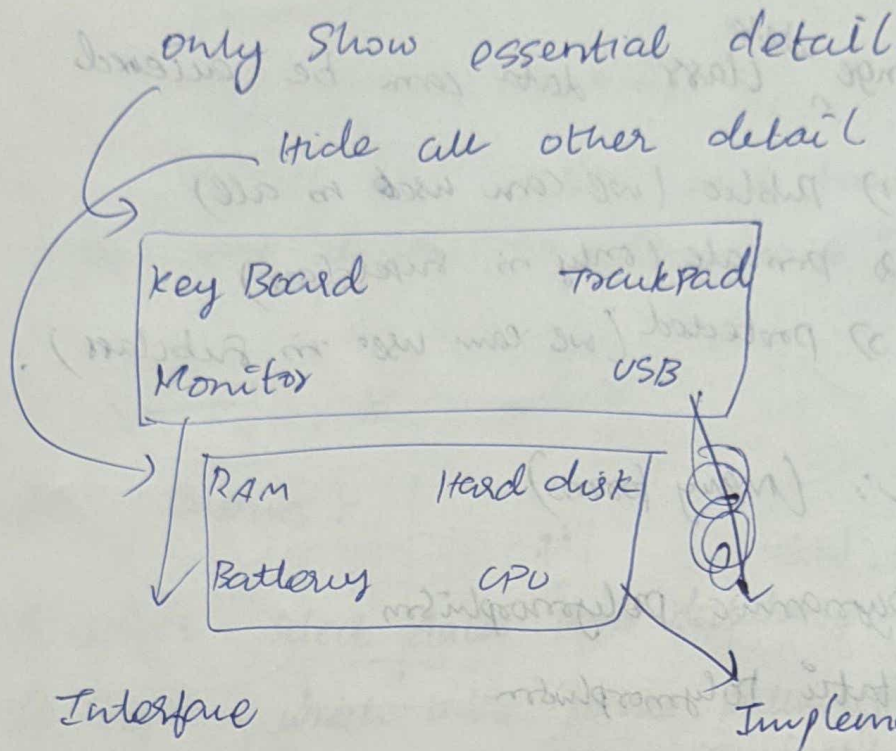 only Show essential detail
Hide all other detail
Key Board Trackpad
Monitor USB
RAM Hard disk
Battery CPU
Interface Implem